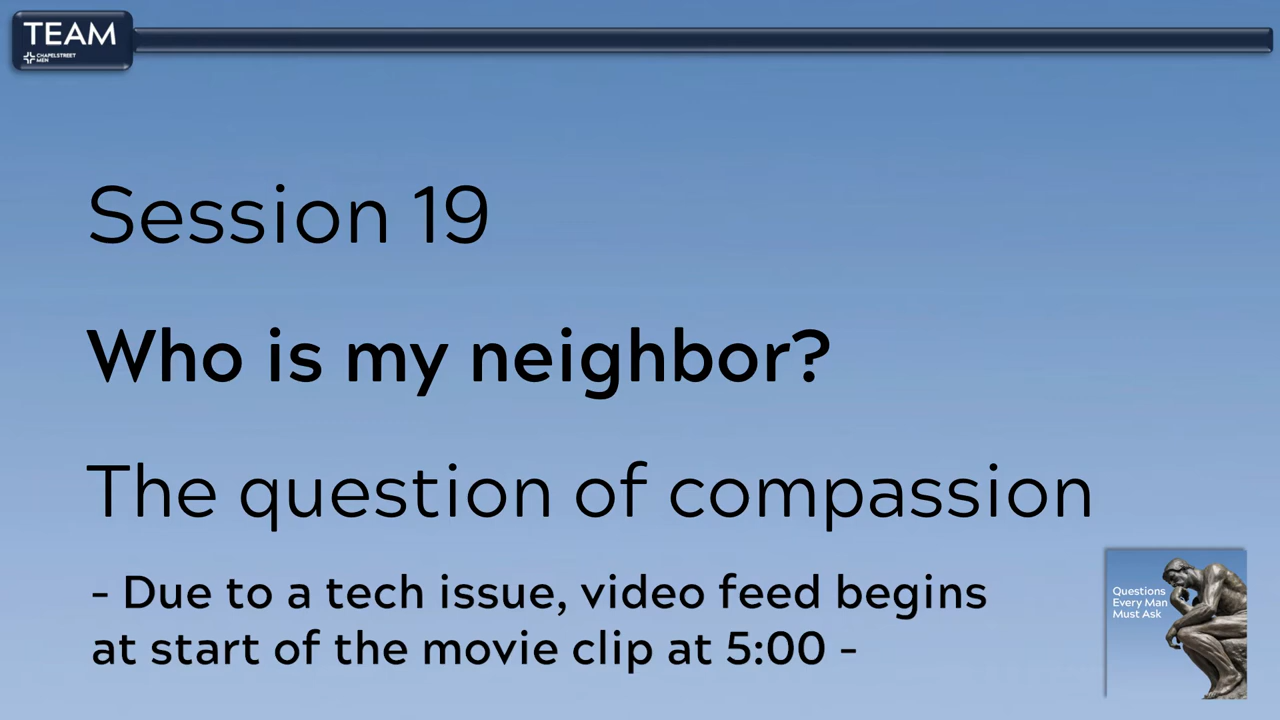 TEAM
CHAPELSTREET
MEN
Session 19
Who is my neighbor?
The question of compassion
- Due to a tech issue, video feed begins
at start of the movie clip at 5:00 -
Questions
Every Man
Must Ask